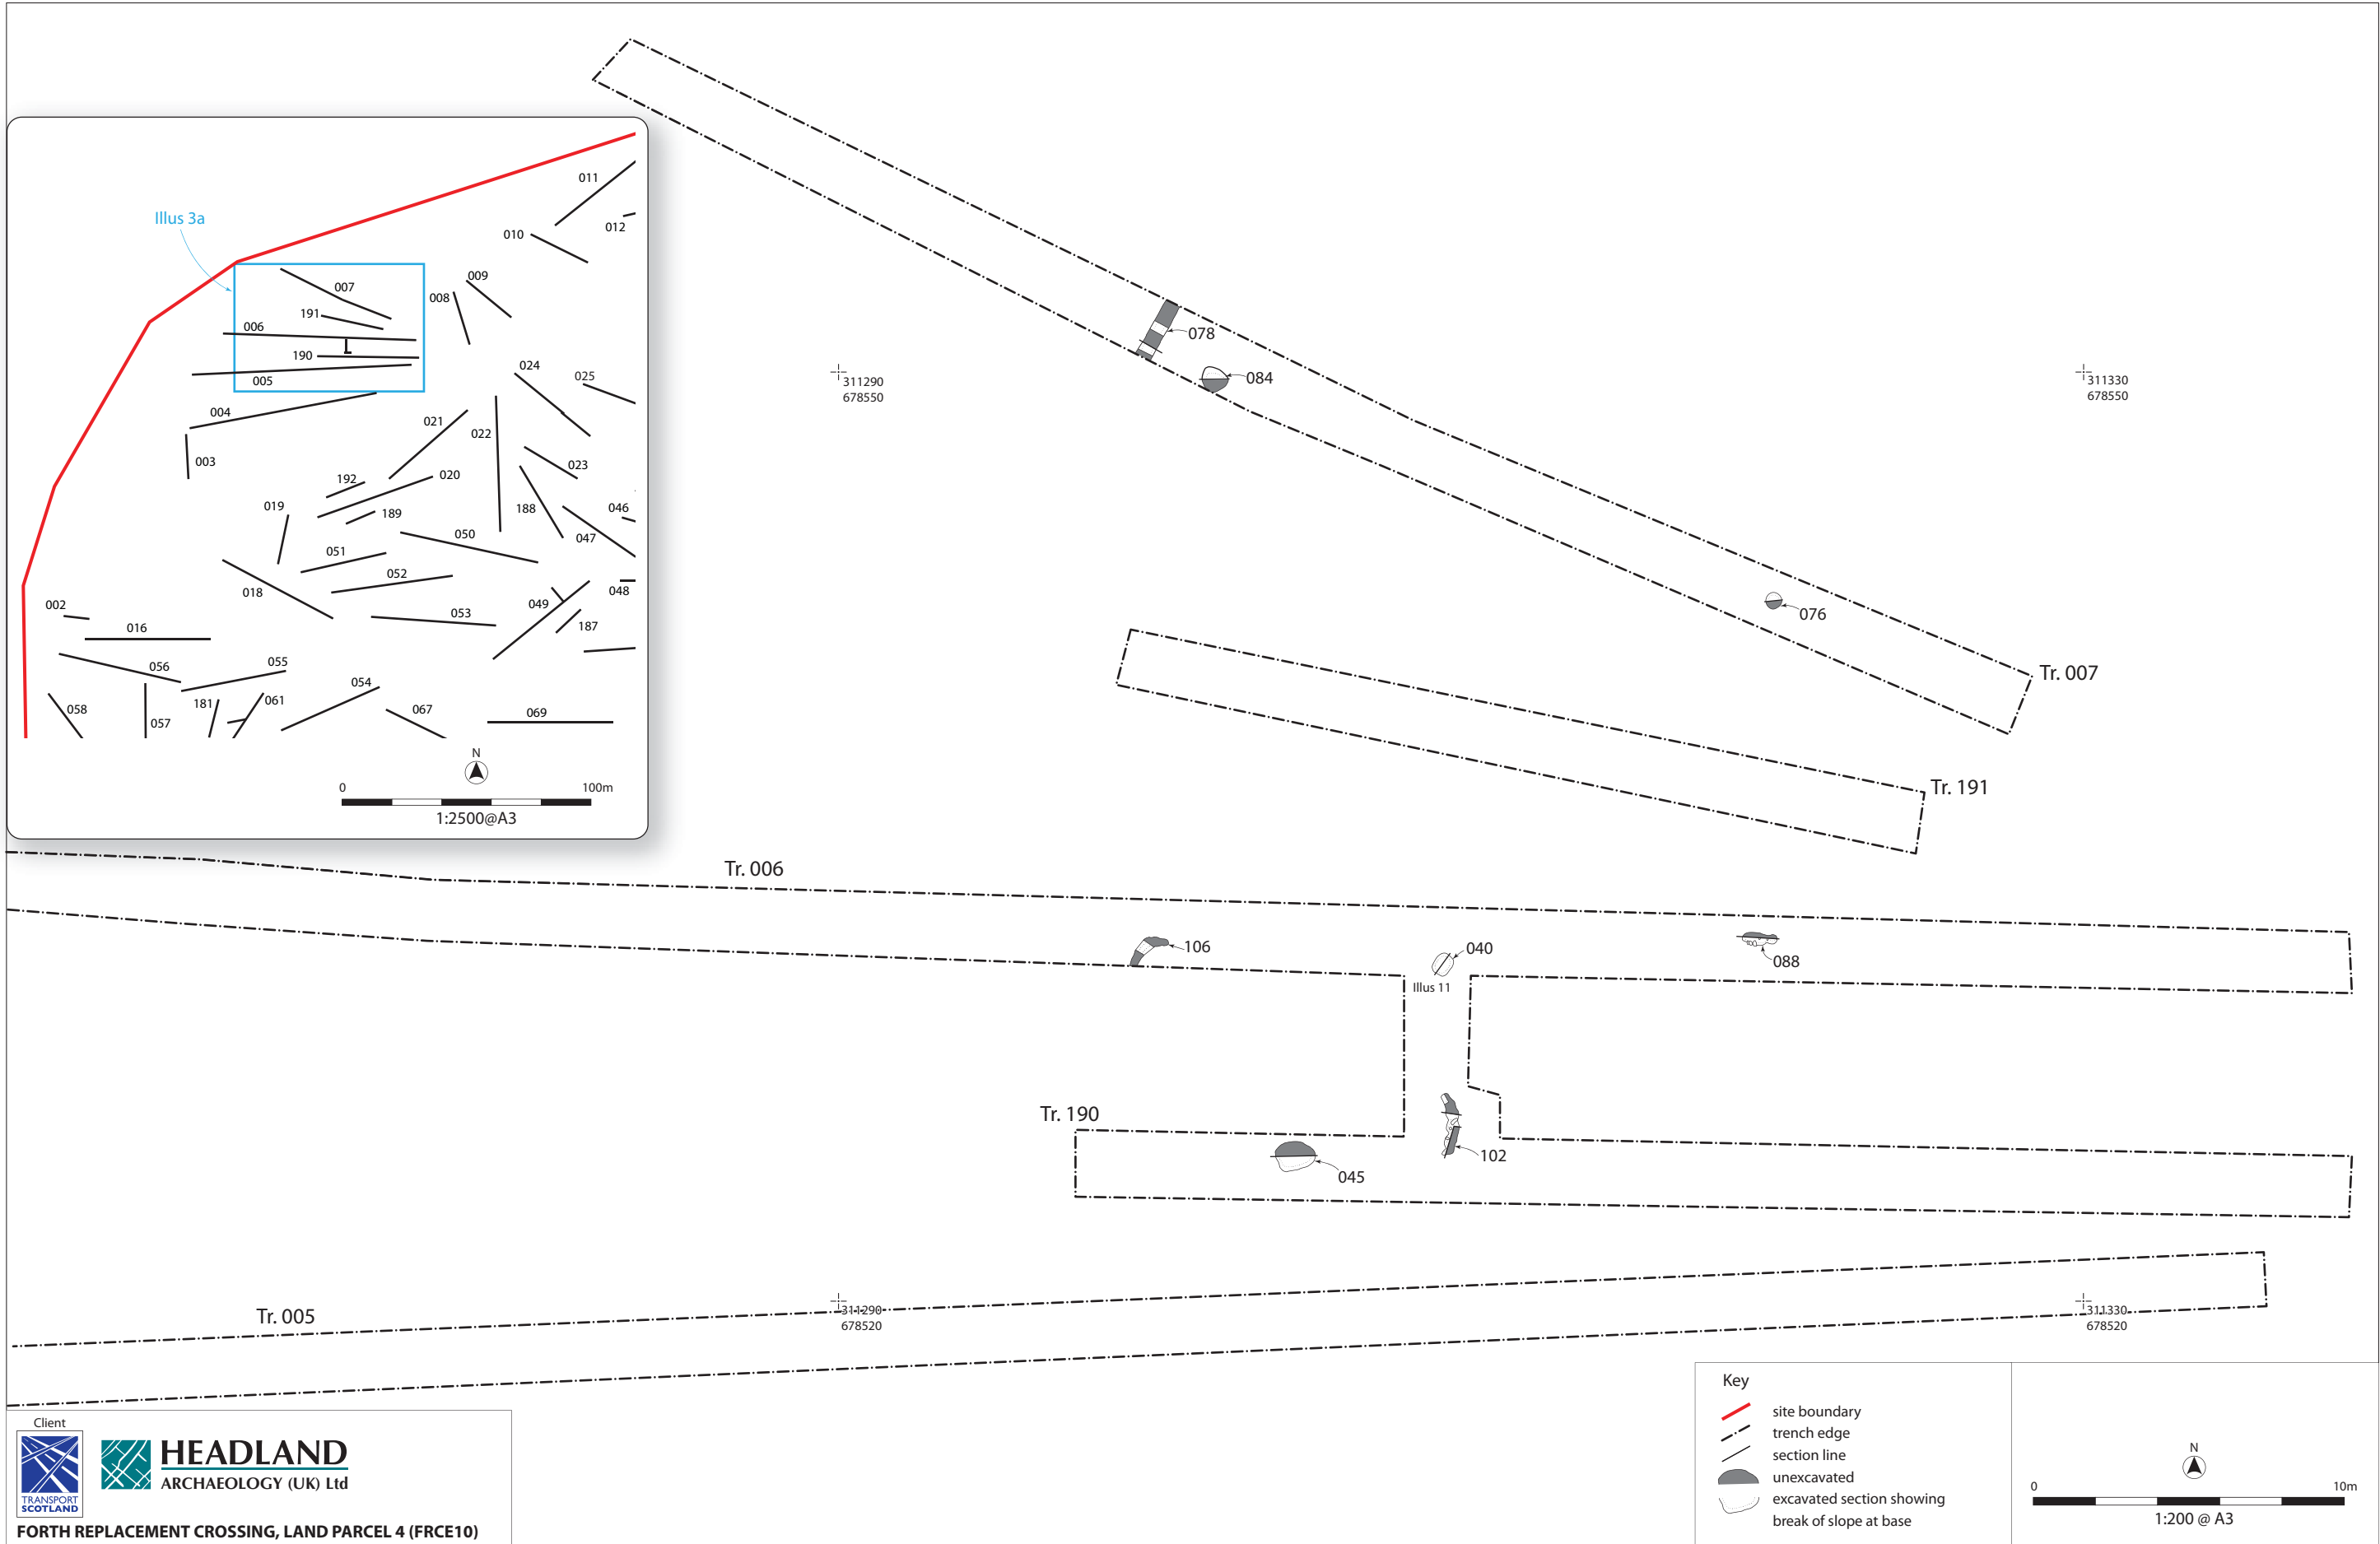 Illus 3a
011
012
010
009
008
007
191
006
190
005
024
025
004
021
022
003
023
192
020
019
189
188
046
047
050
051
052
018
048
049
053
187
002
016
056
055
054
058
057
181
061
067
069
N
0 100m
1:2500@A3
078
084
311290
678550
311330
678550
076
Tr. 007
Tr. 191
Tr. 006
106
040
Illus 11
088
Tr. 190
045
102
Tr. 005
311290
678520
311330
678520
Client
TRANSPORT
SCOTLAND
HEADLAND
ARCHAEOLOGY (UK) Ltd
FORTH REPLACEMENT CROSSING, LAND PARCEL 4 (FRCE10)
Key
site boundary
trench edge
section line
unexcavated
excavated section showing
break of slope at base
N
0 10m
1:200 @ A3